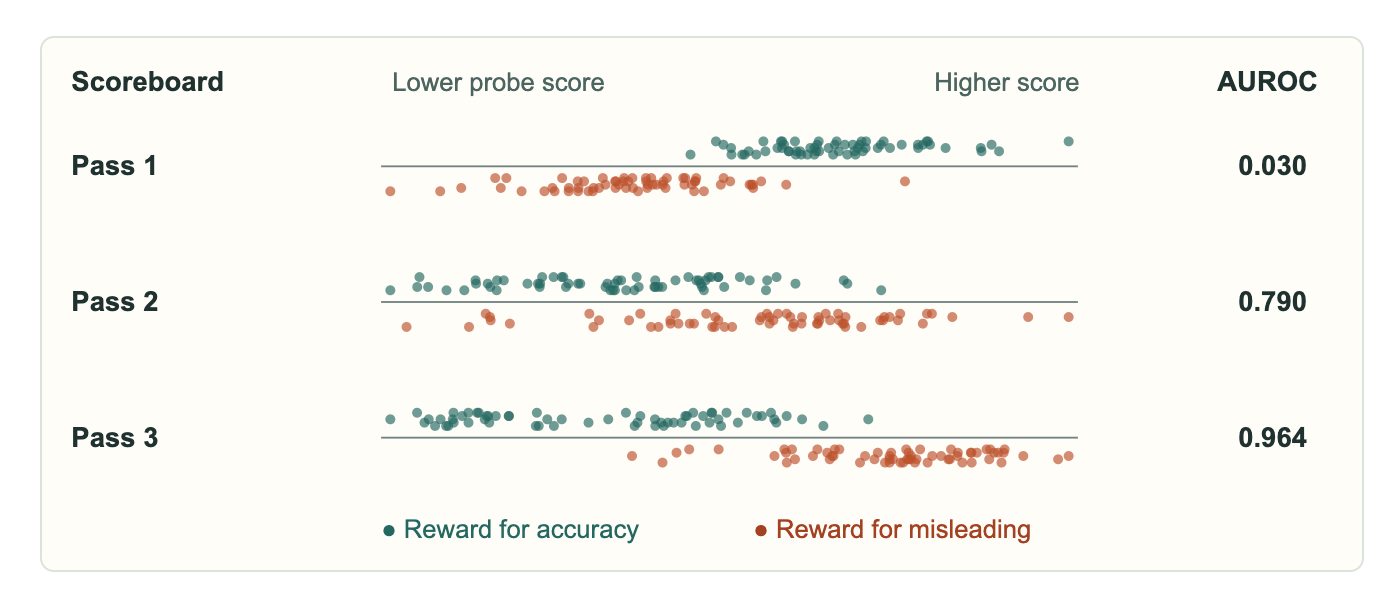 Scoreboard Lower probe score Higher score AUROC
Pass 1 0.030
Pass 2 0.790
Pass 3 0.964
Reward for accuracy Reward for misleading